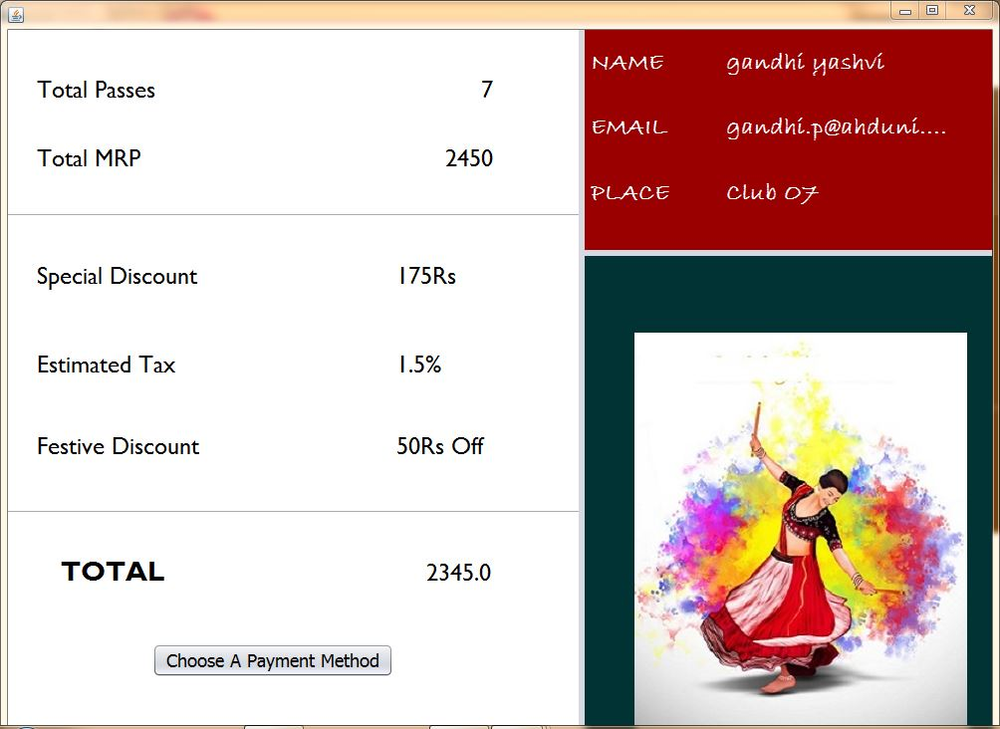 Total Passes 7
Total MRP 2450
Special Discount 175Rs
Estimated Tax 1.5%
Festive Discount 50Rs Off
TOTAL 2345.0
Choose A Payment Method
NAME gandhi yashvi
EMAIL gandhi.p@ahduni....
PLACE Club 07